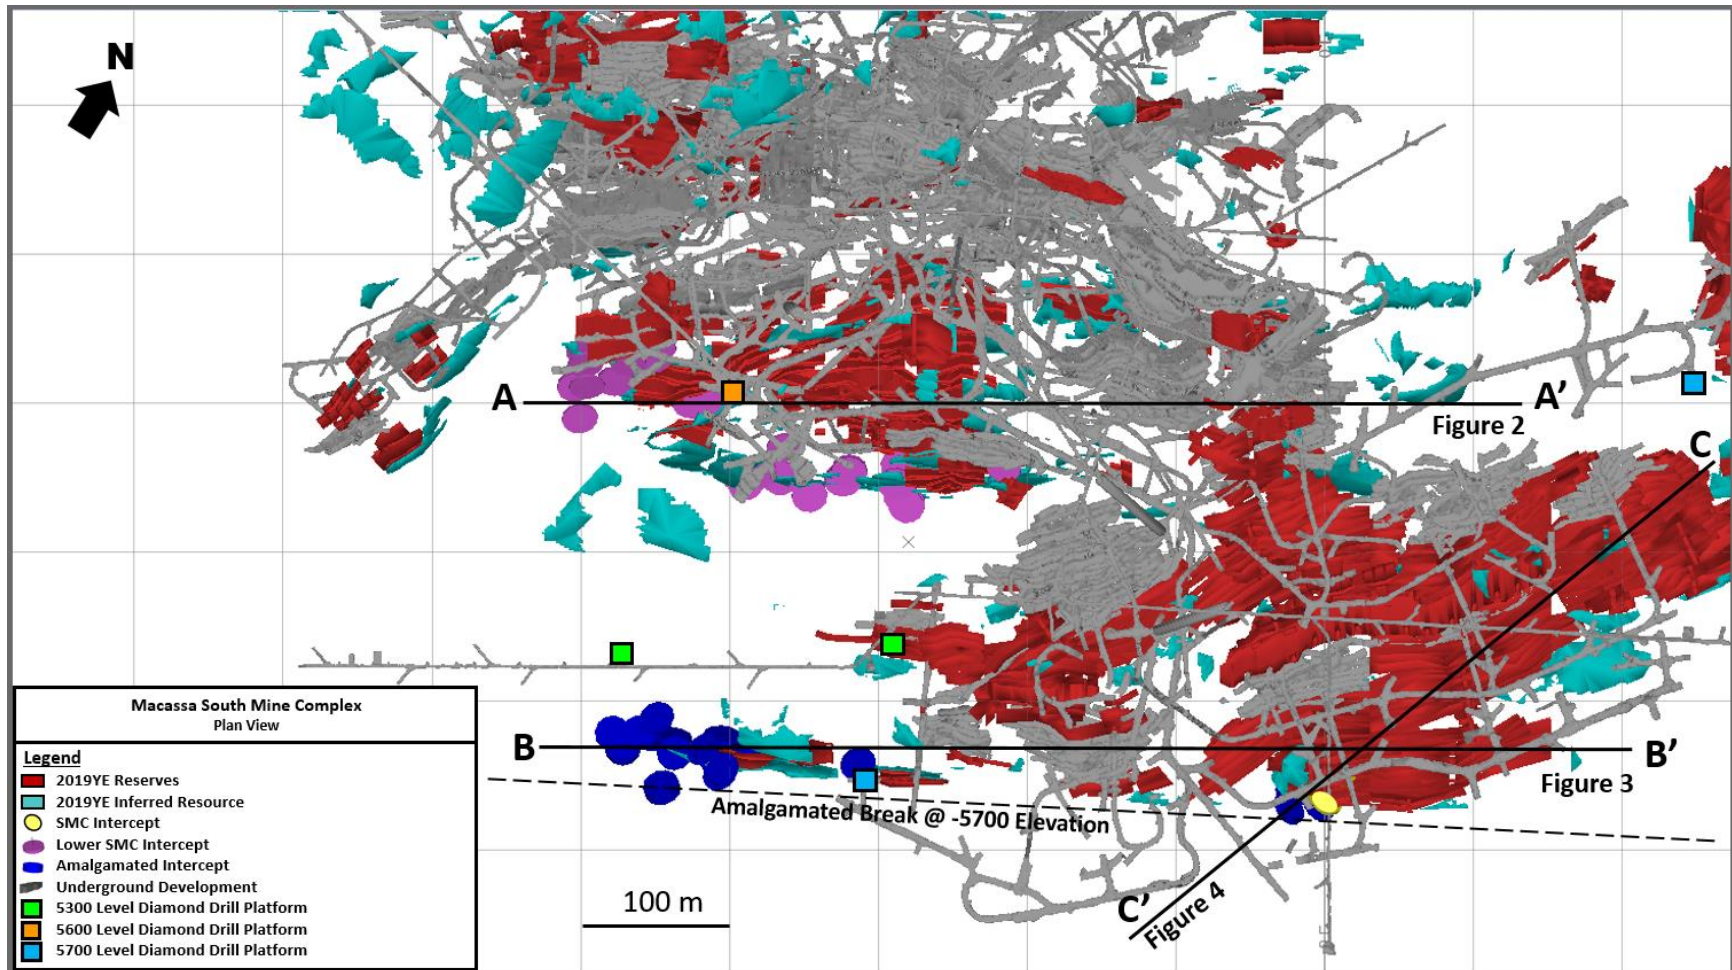 N
A
A’
Figure 2
C
B
B’
Figure 3
Amalgamated Break @ -5700 Elevation
100 m
C’
Figure 4
Macassa South Mine Complex
Plan View
Legend
2019YE Reserves
2019YE Inferred Resource
SMC Intercept
Lower SMC Intercept
Amalgamated Intercept
Underground Development
5300 Level Diamond Drill Platform
5600 Level Diamond Drill Platform
5700 Level Diamond Drill Platform